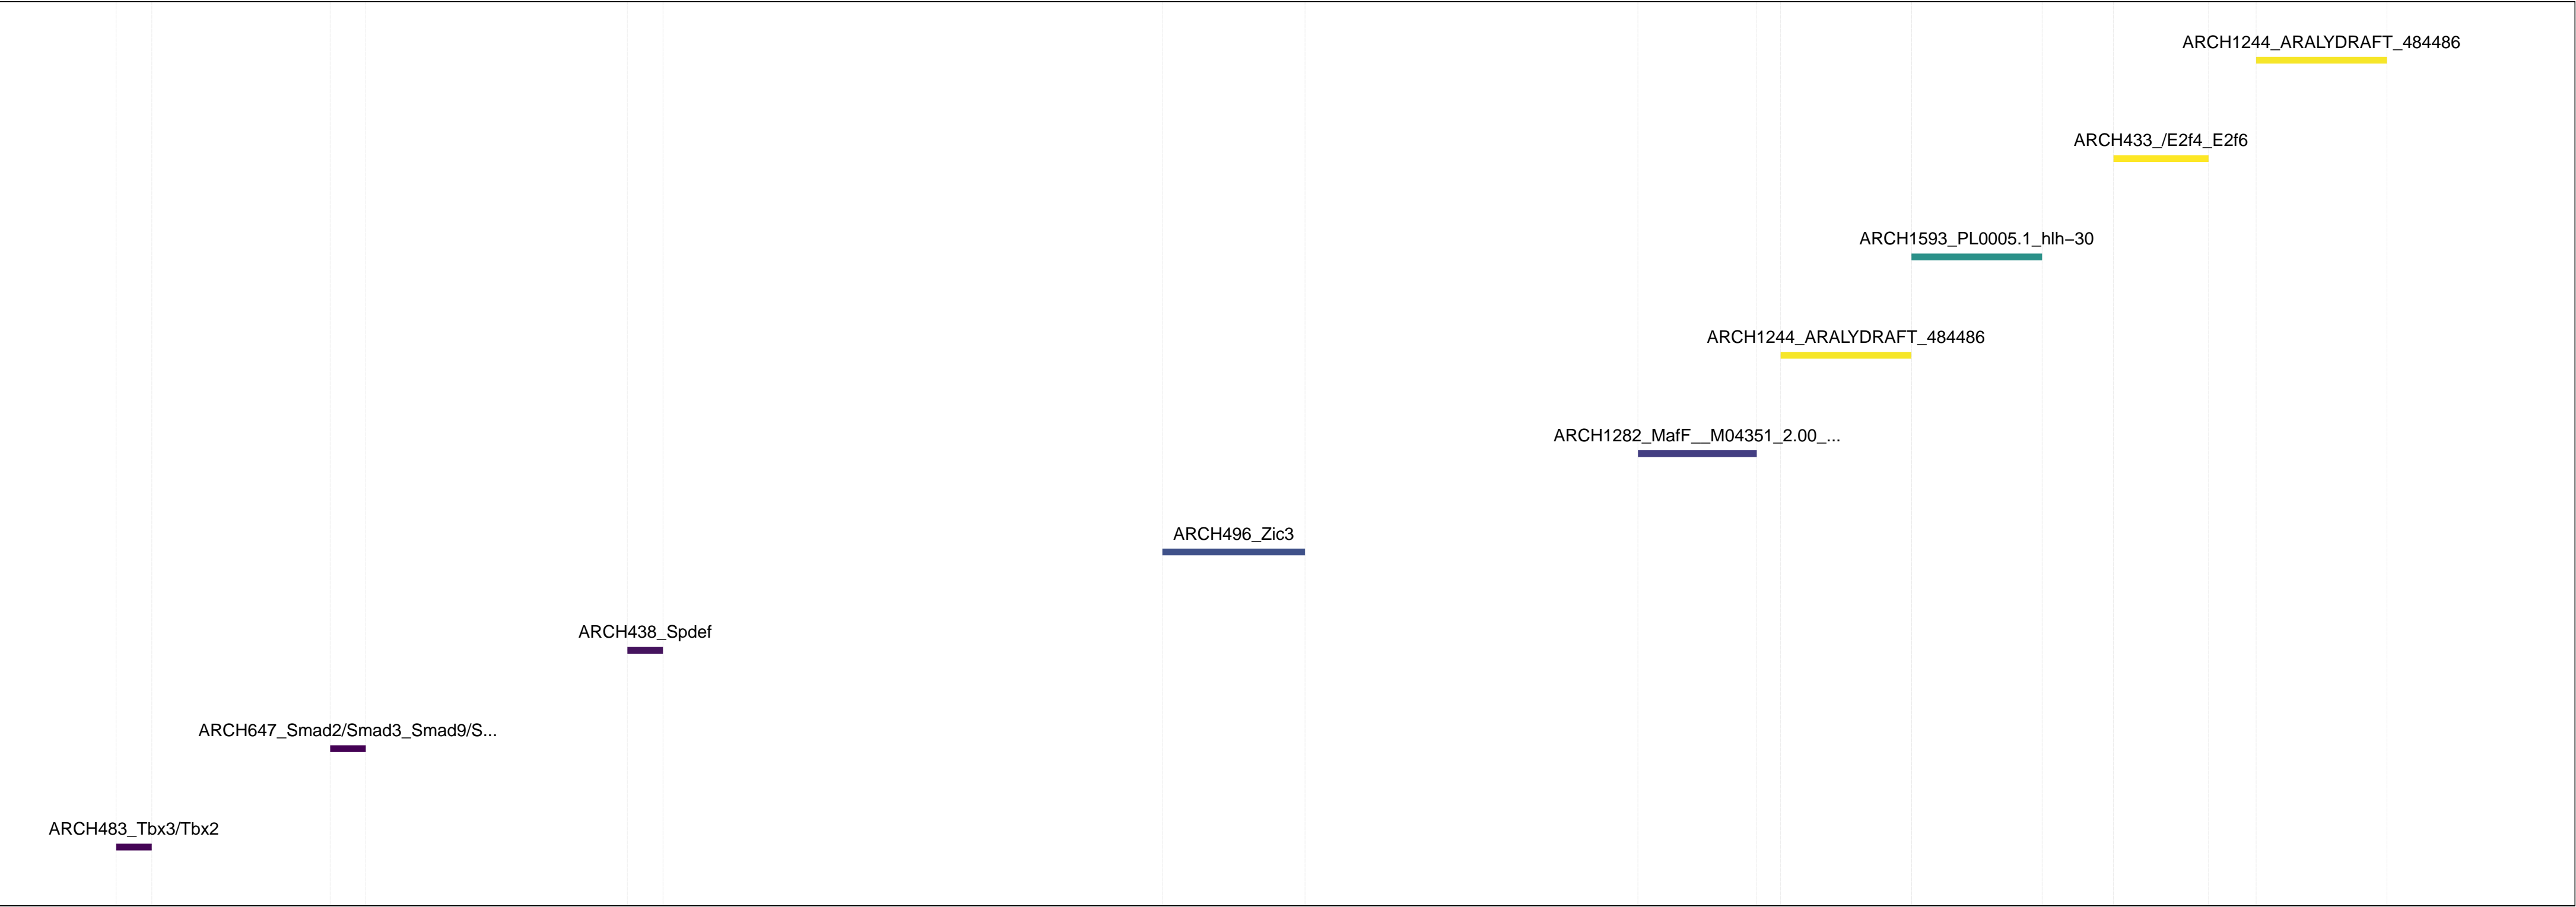 ARCH1244_ARALYDRAFT_484486
ARCH433_/E2f4_E2f6
ARCH1593_PL0005.1_hlh−30
ARCH1244_ARALYDRAFT_484486
ARCH1282_MafF__M04351_2.00_...
ARCH496_Zic3
ARCH438_Spdef
ARCH647_Smad2/Smad3_Smad9/S...
ARCH483_Tbx3/Tbx2